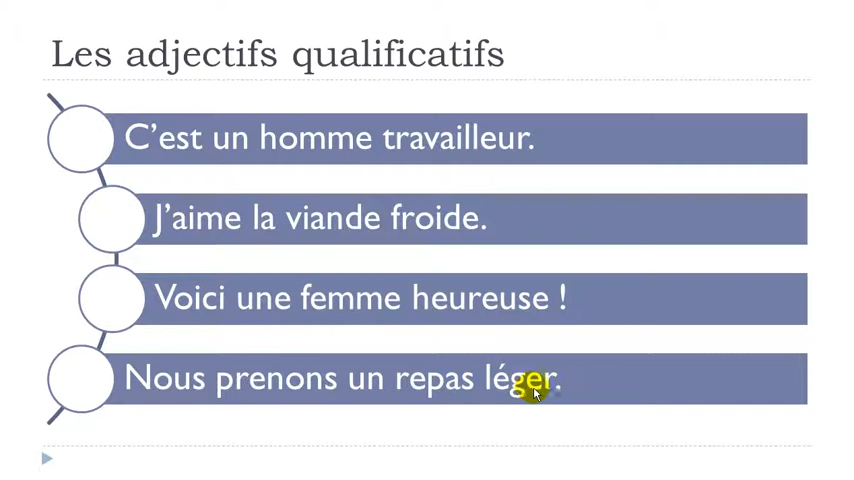 Les adjectifs qualificatifs
C’est un homme travailleur.
J’aime la viande froide.
Voici une femme heureuse !
Nous prenons un repas léger.